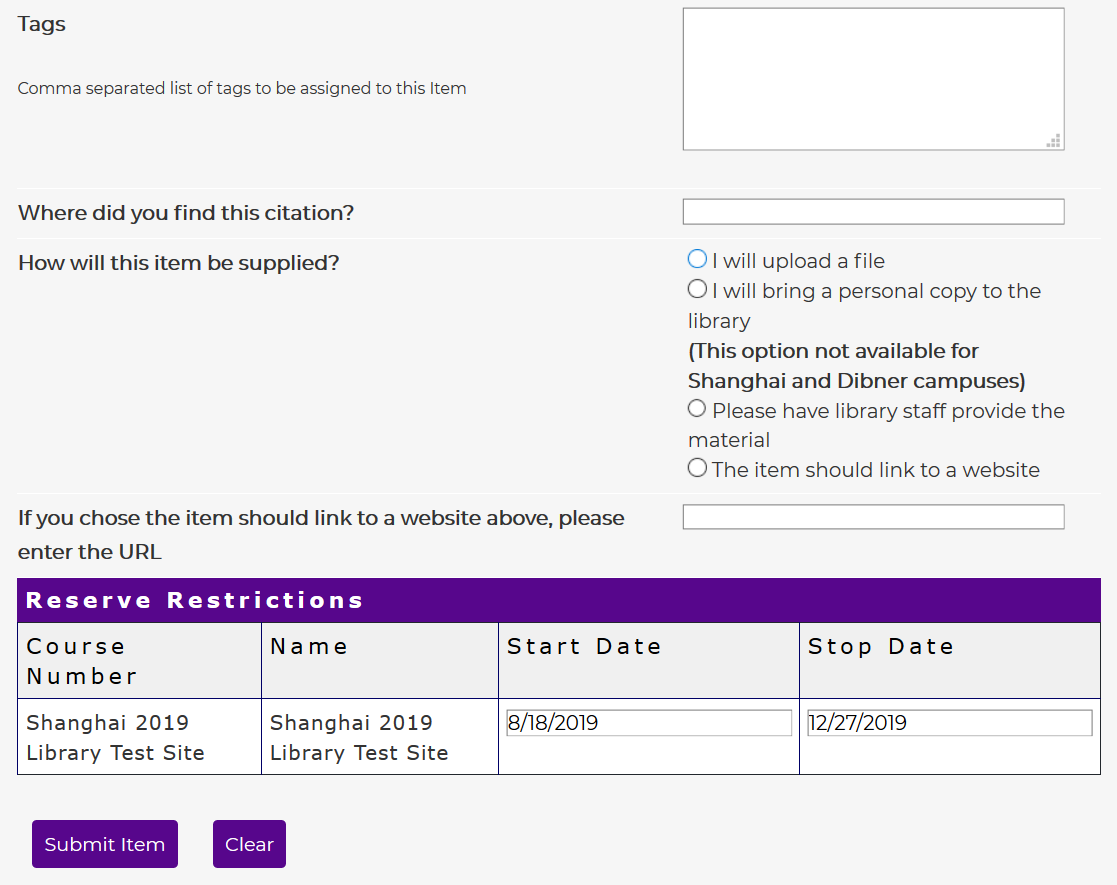 Tags
Comma separated list of tags to be assigned to this Item
Where did you find this citation?
How will this item be supplied?
I will upload a file
I will bring a personal copy to the
library
(This option not available for
Shanghai and Dibner campuses)
Please have library staff provide the
material
The item should link to a website
If you chose the item should link to a website above, please
enter the URL
Reserve Restrictions
Course
Number
Name
Start Date
Stop Date
Shanghai 2019
Library Test Site
Shanghai 2019
Library Test Site
8/18/2019
12/27/2019
Submit Item
Clear